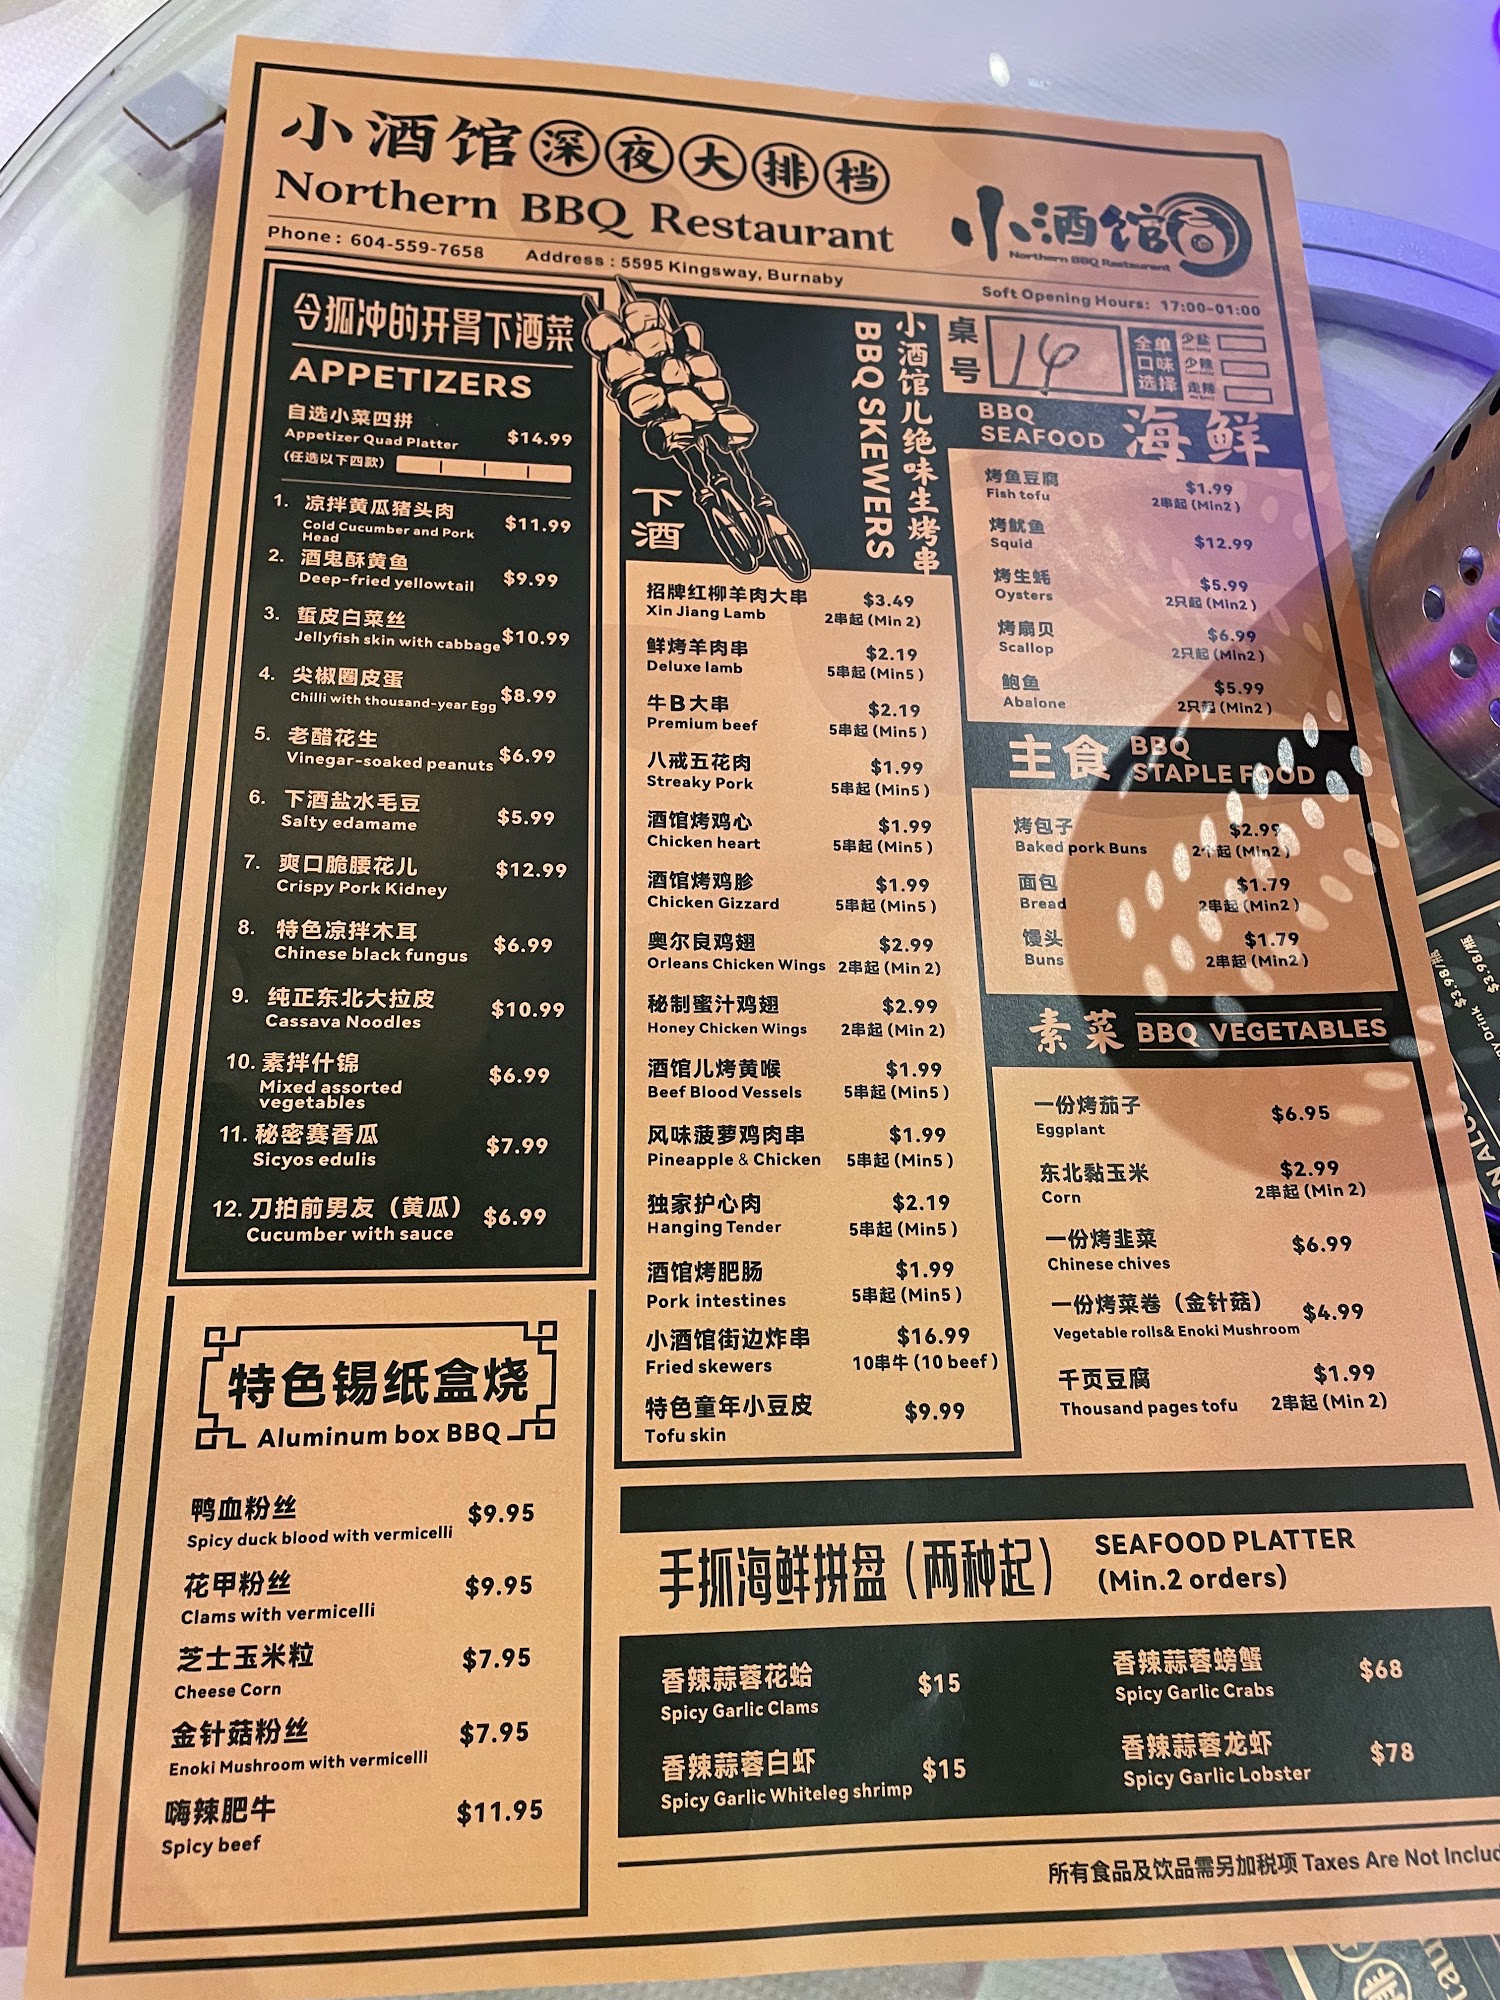 小酒馆深夜大排档
Northern BBQ Restaurant
Phone: 604-559-7658 Address : 5595 Kingsway, Burnaby
小酒馆
Northern BBQ Restaurant
Soft Opening Hours: 17:00-01:00
令狐冲的开胃下酒菜
APPETIZERS
自选小菜四拼
Appetizer Quad Platter $14.99
(任选以下四款)
1. 凉拌黄瓜猪头肉
Cold Cucumber and Pork $11.99
Head
2. 酒鬼酥黄鱼
Deep-fried yellowtail $9.99
3. 蜇皮白菜丝
Jellyfish skin with cabbage $10.99
4. 尖椒圈皮蛋
Chilli with thousand-year Egg $8.99
5. 老醋花生
Vinegar-soaked peanuts $6.99
6. 下酒盐水毛豆
Salty edamame $5.99
7. 爽口脆腰花儿
Crispy Pork Kidney $12.99
8. 特色凉拌木耳
Chinese black fungus $6.99
9. 纯正东北大拉皮
Cassava Noodles $10.99
10. 素拌什锦
Mixed assorted $6.99
vegetables
11. 秘密赛香瓜
Sicyos edulis $7.99
12. 刀拍前男友（黄瓜）
Cucumber with sauce $6.99
特色锡纸盒烧
Aluminum box BBQ
鸭血粉丝
Spicy duck blood with vermicelli $9.95
花甲粉丝
Clams with vermicelli $9.95
芝士玉米粒
Cheese Corn $7.95
金针菇粉丝
Enoki Mushroom with vermicelli $7.95
嗨辣肥牛
Spicy beef $11.95
下酒
小酒馆儿绝味生烤串
BBQ SKEWERS
招牌红柳羊肉大串 $3.49
Xin Jiang Lamb 2串起 (Min 2)
鲜烤羊肉串 $2.19
Deluxe lamb 5串起 (Min5 )
牛B大串 $2.19
Premium beef 5串起 (Min5 )
八戒五花肉 $1.99
Streaky Pork 5串起 (Min5 )
酒馆烤鸡心 $1.99
Chicken heart 5串起 (Min5 )
酒馆烤鸡胗 $1.99
Chicken Gizzard 5串起 (Min5 )
奥尔良鸡翅 $2.99
Orleans Chicken Wings 2串起 (Min 2)
秘制蜜汁鸡翅 $2.99
Honey Chicken Wings 2串起 (Min 2)
酒馆儿烤黄喉 $1.99
Beef Blood Vessels 5串起 (Min5 )
风味菠萝鸡肉串 $1.99
Pineapple & Chicken 5串起 (Min5 )
独家护心肉 $2.19
Hanging Tender 5串起 (Min5 )
酒馆烤肥肠 $1.99
Pork intestines 5串起 (Min5 )
小酒馆街边炸串 $16.99
Fried skewers 10串牛 (10 beef )
特色童年小豆皮 $9.99
Tofu skin
桌号 14
全单口味选择
少盐
少辣
走辣
BBQ
SEAFOOD 海鲜
烤鱼豆腐 $1.99
Fish tofu 2串起 (Min2 )
烤鱿鱼
Squid $12.99
烤生蚝 $5.99
Oysters 2只起 (Min2 )
烤扇贝 $6.99
Scallop 2只起 (Min2 )
鲍鱼 $5.99
Abalone 2只起 (Min2 )
主食 BBQ
STAPLE FOOD
烤包子 $2.99
Baked pork Buns 2个起 (Min2 )
面包 $1.79
Bread 2串起 (Min2 )
馒头 $1.79
Buns 2串起 (Min2 )
素菜 BBQ VEGETABLES
一份烤茄子 $6.95
Eggplant
东北黏玉米 $2.99
Corn 2串起 (Min 2)
一份烤韭菜 $6.99
Chinese chives
一份烤菜卷（金针菇） $4.99
Vegetable rolls& Enoki Mushroom
千页豆腐 $1.99
Thousand pages tofu 2串起 (Min 2)
手抓海鲜拼盘（两种起） SEAFOOD PLATTER
(Min.2 orders)
香辣蒜蓉花蛤 $15
Spicy Garlic Clams
香辣蒜蓉白虾 $15
Spicy Garlic Whiteleg shrimp
香辣蒜蓉螃蟹 $68
Spicy Garlic Crabs
香辣蒜蓉龙虾 $78
Spicy Garlic Lobster
所有食品及饮品需另加税项 Taxes Are Not Includ
$3.98/瓶
$3.98/瓶